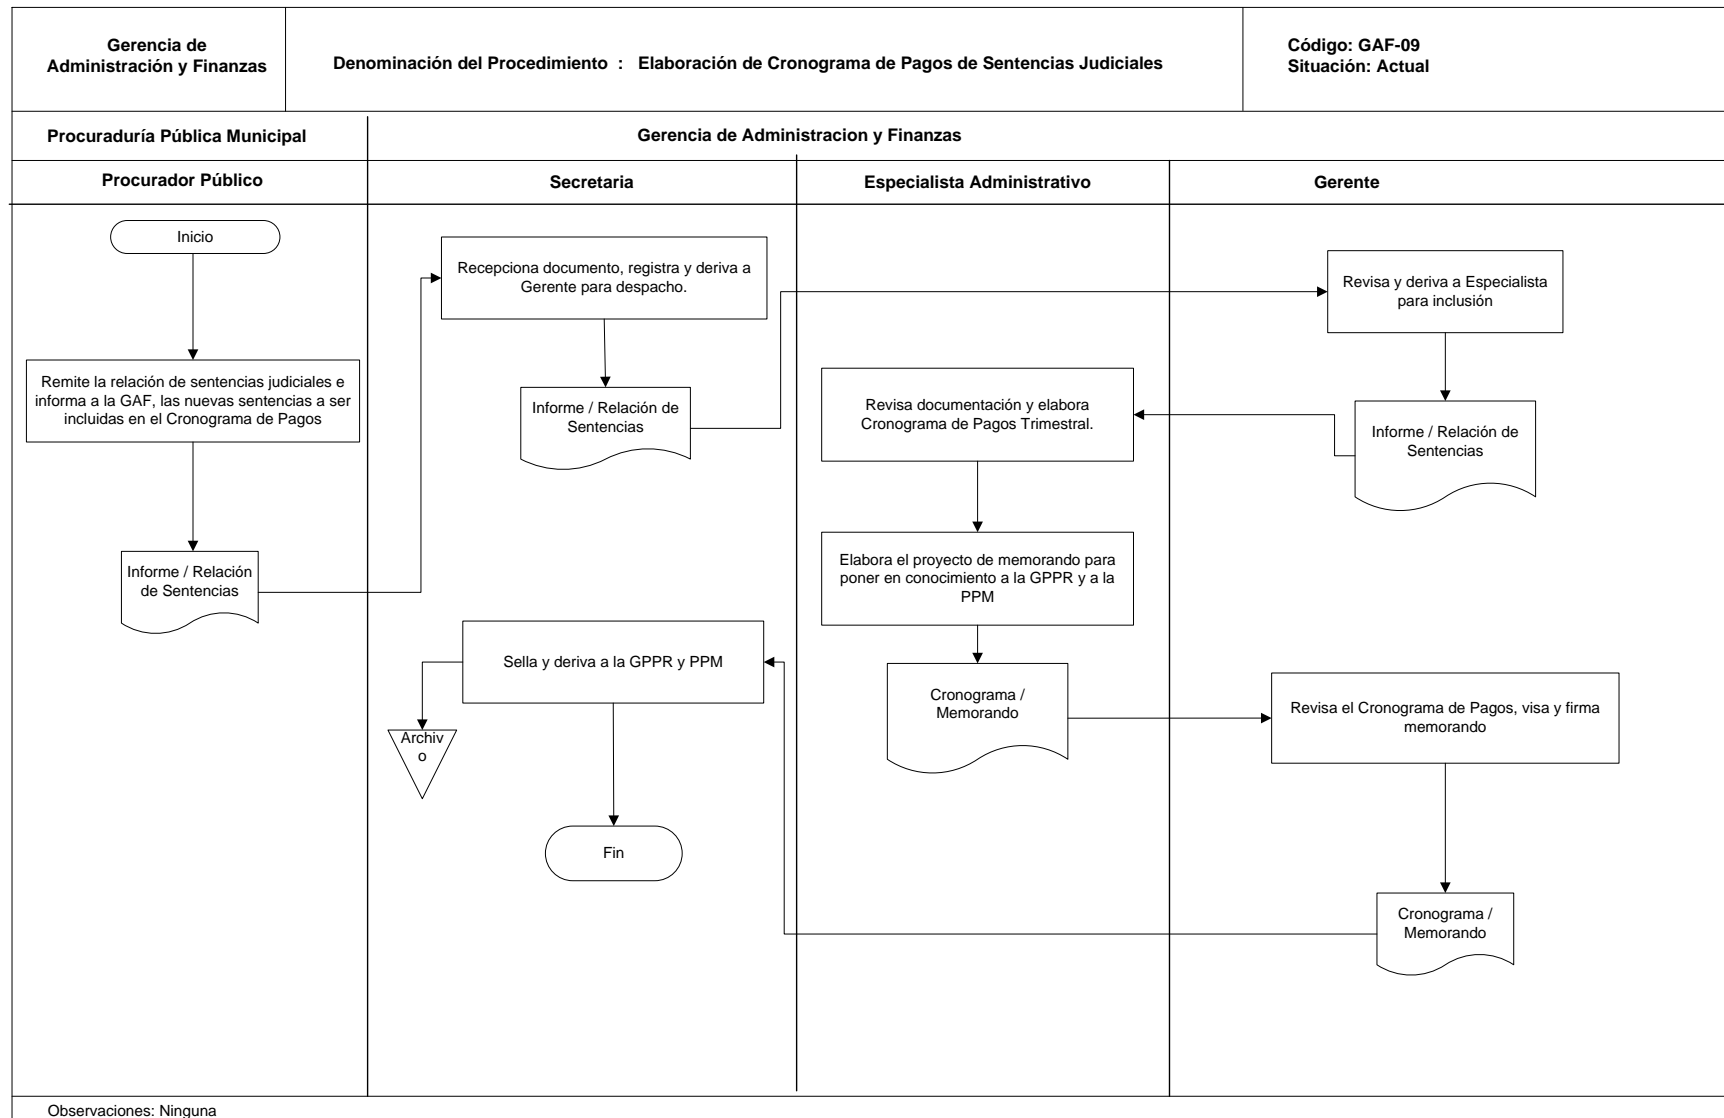 Gerencia de
Administración y Finanzas
Denominación del Procedimiento : Elaboración de Cronograma de Pagos de Sentencias Judiciales
Código: GAF-09
Situación: Actual
Procuraduría Pública Municipal
Gerencia de Administracion y Finanzas
Procurador Público
Secretaria
Especialista Administrativo
Gerente
Inicio
Remite la relación de sentencias judiciales e
informa a la GAF, las nuevas sentencias a ser
incluidas en el Cronograma de Pagos
Informe / Relación
de Sentencias
Recepciona documento, registra y deriva a
Gerente para despacho.
Informe / Relación de
Sentencias
Revisa y deriva a Especialista
para inclusión
Informe / Relación de
Sentencias
Revisa documentación y elabora
Cronograma de Pagos Trimestral.
Elabora el proyecto de memorando para
poner en conocimiento a la GPPR y a la
PPM
Cronograma /
Memorando
Revisa el Cronograma de Pagos, visa y firma
memorando
Cronograma /
Memorando
Sella y deriva a la GPPR y PPM
Archiv
o
Fin
Observaciones: Ninguna